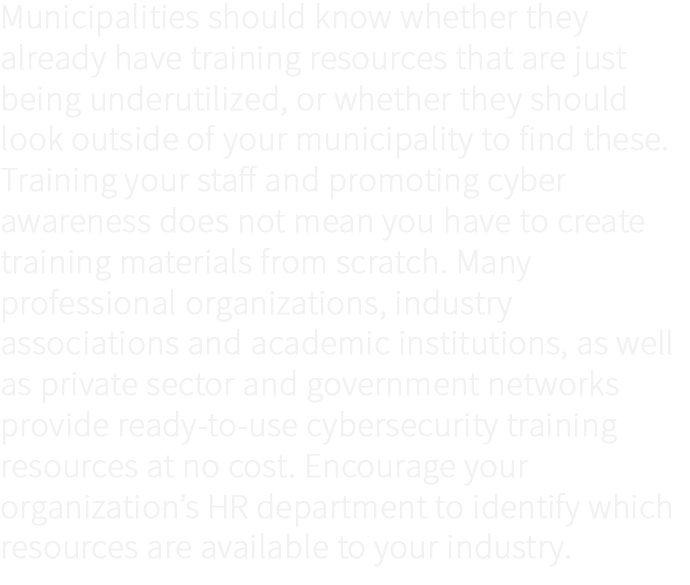 Municipalities should know whether they
already have training resources that are just
being underutilized, or whether they should
look outside of your municipality to find these.
Training your staff and promoting cyber
awareness does not mean you have to create
training materials from scratch. Many
professional organizations, industry
associations and academic institutions, as well
as private sector and government networks
provide ready-to-use cybersecurity training
resources at no cost. Encourage your
organization’s HR department to identify which
resources are available to your industry.